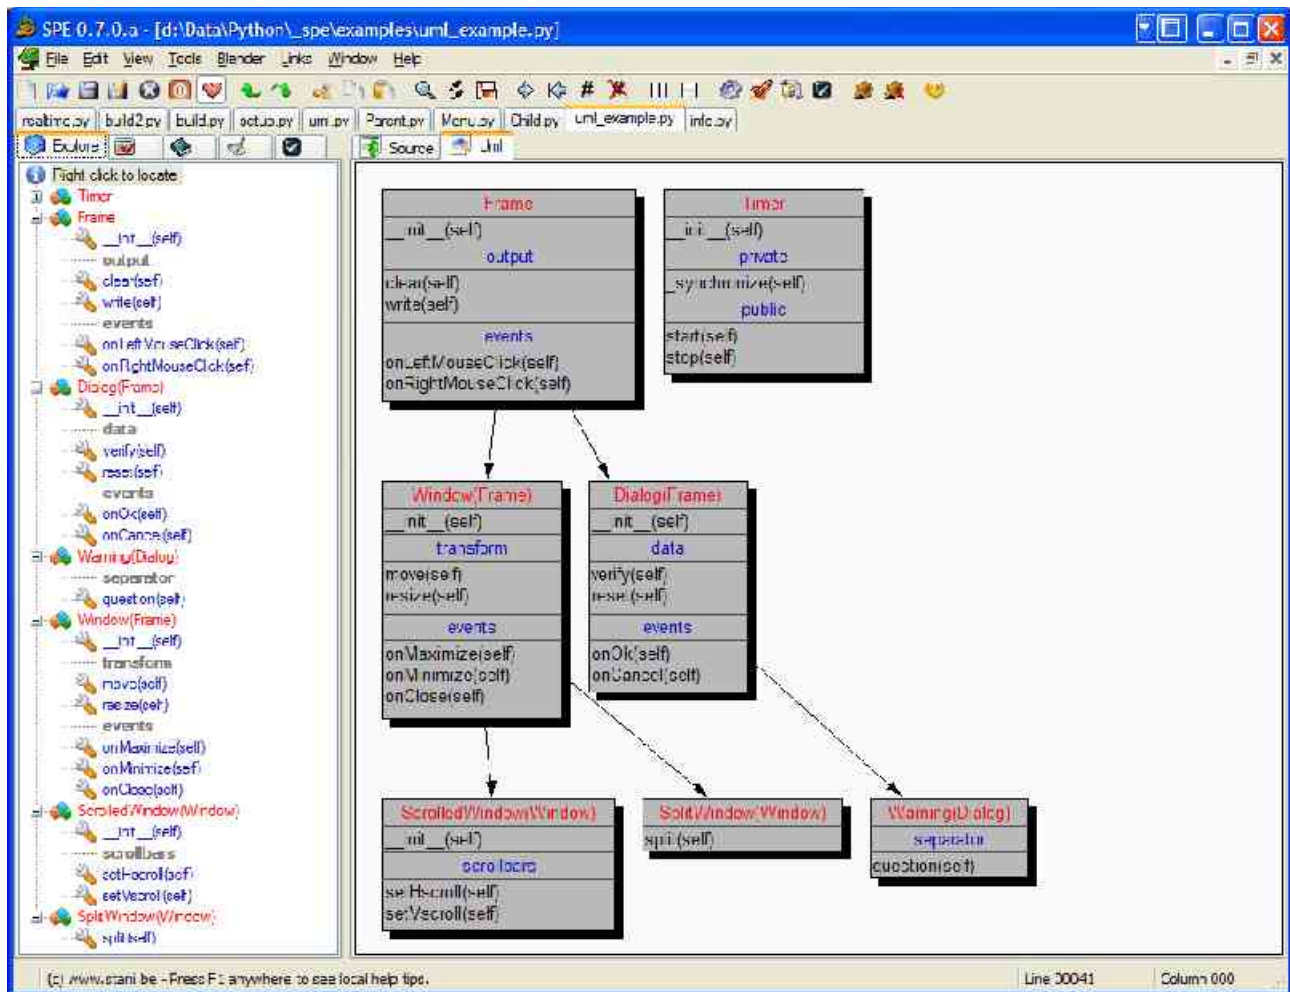 SPE 0.7.0.a - [d:\Data\Python\_spe\examples\uml_example.py]
File Edit View Tools Blender Links Window Help
realtime.py build2.py build.py setup.py uml.py Parent.py Menu.py Child.py uml_example.py info.py
Explore Source Uml
Right click to locate
Timer
Frame
__init__(self)
output
clear(self)
write(self)
events
onLeftMouseClick(self)
onRightMouseClick(self)
Dialog(Frame)
__init__(self)
data
verify(self)
reset(self)
events
onOk(self)
onCancel(self)
Warning(Dialog)
separator
question(self)
Window(Frame)
__init__(self)
transform
move(self)
resize(self)
events
onMaximize(self)
onMinimize(self)
onClose(self)
ScrolledWindow(Window)
__init__(self)
scrollbars
setHscroll(self)
setVscroll(self)
SplitWindow(Window)
split(self)
Frame
__init__(self)
output
clear(self)
write(self)
events
onLeftMouseClick(self)
onRightMouseClick(self)
Timer
__init__(self)
private
_synchronize(self)
public
start(self)
stop(self)
Window(Frame)
__init__(self)
transform
move(self)
resize(self)
events
onMaximize(self)
onMinimize(self)
onClose(self)
Dialog(Frame)
__init__(self)
data
verify(self)
reset(self)
events
onOk(self)
onCancel(self)
ScrolledWindow(Window)
__init__(self)
scrollbars
setHscroll(self)
setVscroll(self)
SplitWindow(Window)
split(self)
Warning(Dialog)
separator
question(self)
(c) www.stani.be - Press F1 anywhere to see local help tips.
Line 00041
Column 000